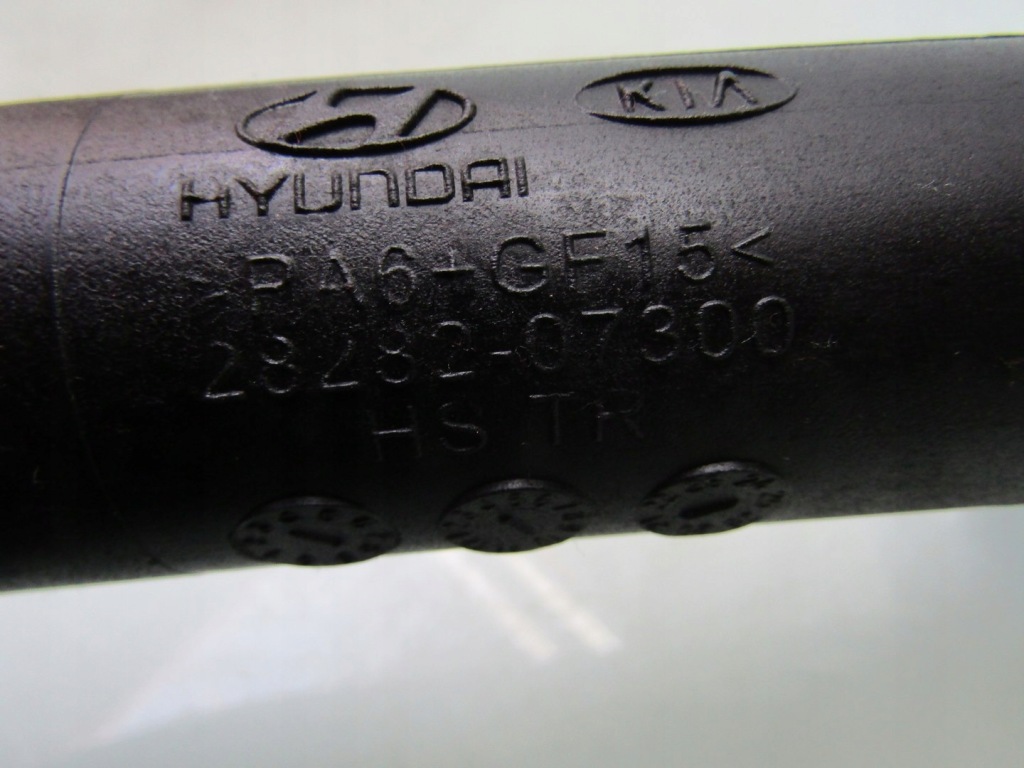 KIA
HYUNDAI
>PA6+GF15<
28282-07300
HS TR